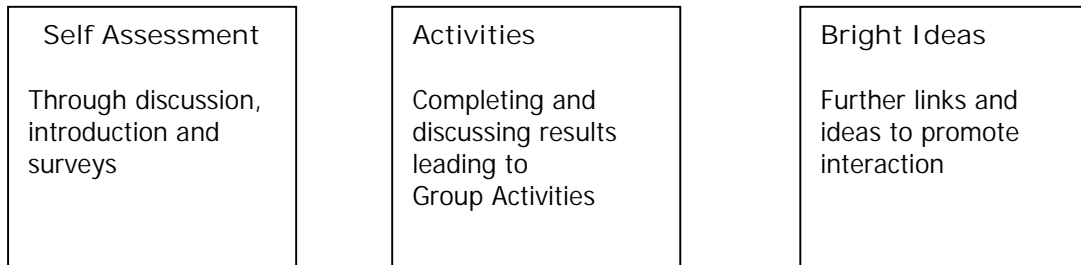 Self Assessment
Through discussion,
introduction and
surveys
Activities
Completing and
discussing results
leading to
Group Activities
Bright Ideas
Further links and
ideas to promote
interaction